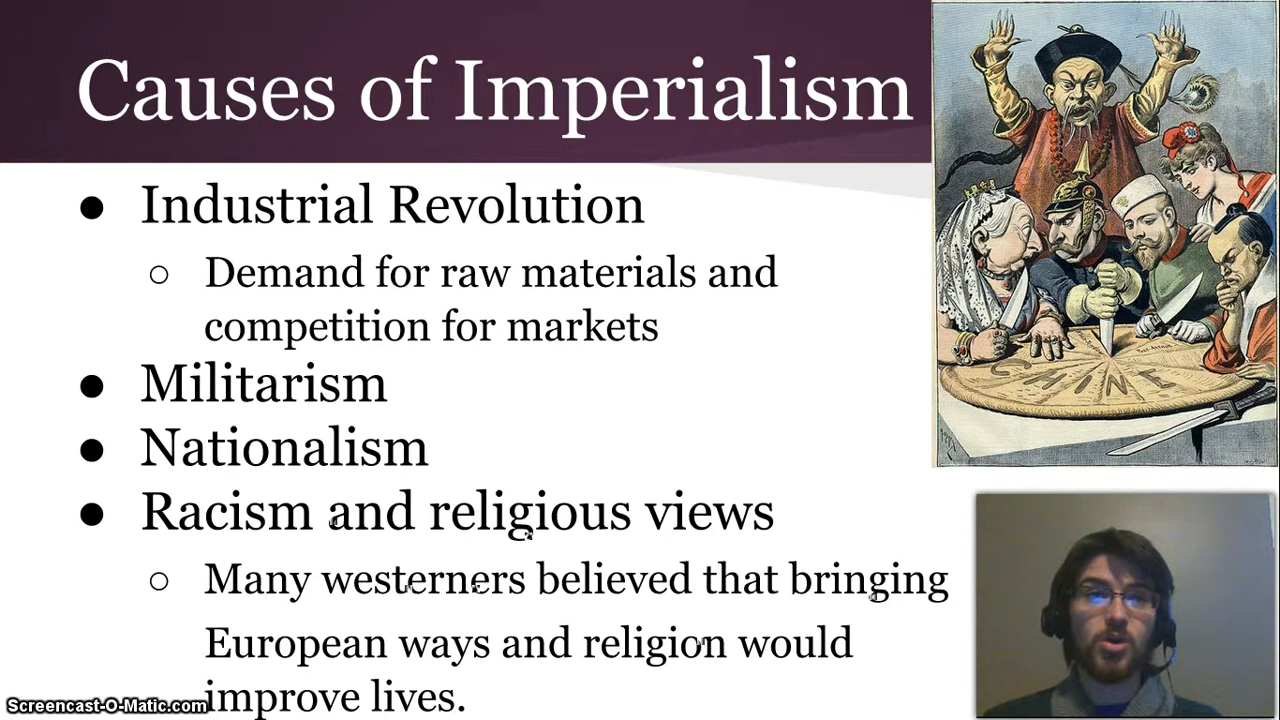 Causes of Imperialism
● Industrial Revolution
○ Demand for raw materials and
competition for markets
● Militarism
● Nationalism
● Racism and religious views
○ Many westerners believed that bringing
European ways and religion would
improve lives.
CHINE
Screencast-O-Matic.com